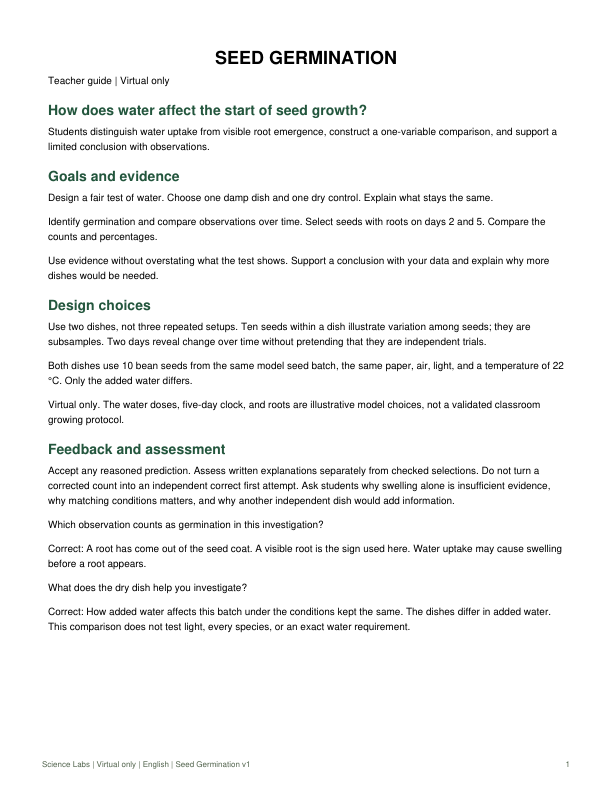 SEED GERMINATION
Teacher guide | Virtual only
How does water affect the start of seed growth?
Students distinguish water uptake from visible root emergence, construct a one-variable comparison, and support a
limited conclusion with observations.
Goals and evidence
Design a fair test of water. Choose one damp dish and one dry control. Explain what stays the same.
Identify germination and compare observations over time. Select seeds with roots on days 2 and 5. Compare the
counts and percentages.
Use evidence without overstating what the test shows. Support a conclusion with your data and explain why more
dishes would be needed.
Design choices
Use two dishes, not three repeated setups. Ten seeds within a dish illustrate variation among seeds; they are
subsamples. Two days reveal change over time without pretending that they are independent trials.
Both dishes use 10 bean seeds from the same model seed batch, the same paper, air, light, and a temperature of 22
°C. Only the added water differs.
Virtual only. The water doses, five-day clock, and roots are illustrative model choices, not a validated classroom
growing protocol.
Feedback and assessment
Accept any reasoned prediction. Assess written explanations separately from checked selections. Do not turn a
corrected count into an independent correct first attempt. Ask students why swelling alone is insufficient evidence,
why matching conditions matters, and why another independent dish would add information.
Which observation counts as germination in this investigation?
Correct: A root has come out of the seed coat. A visible root is the sign used here. Water uptake may cause swelling
before a root appears.
What does the dry dish help you investigate?
Correct: How added water affects this batch under the conditions kept the same. The dishes differ in added water.
This comparison does not test light, every species, or an exact water requirement.
Science Labs | Virtual only | English | Seed Germination v1
1